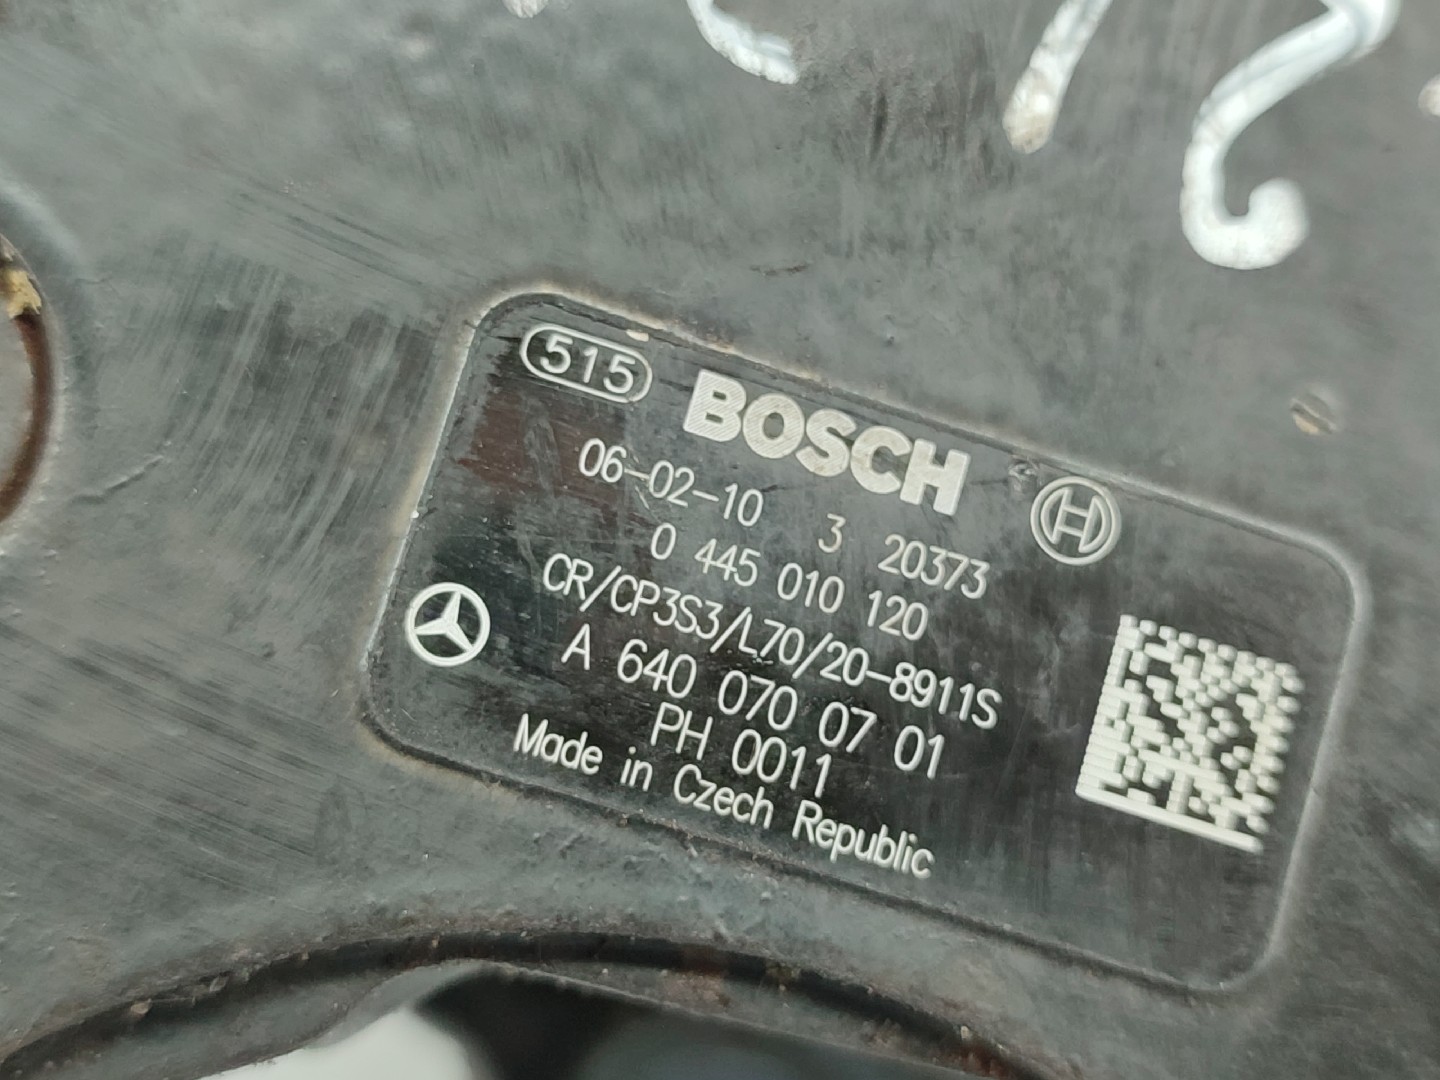 515
BOSCH
06-02-10 3 20373
0 445 010 120
CR/CP3S3/L70/20-8911S
A 640 070 07 01
PH 0011
Made in Czech Republic